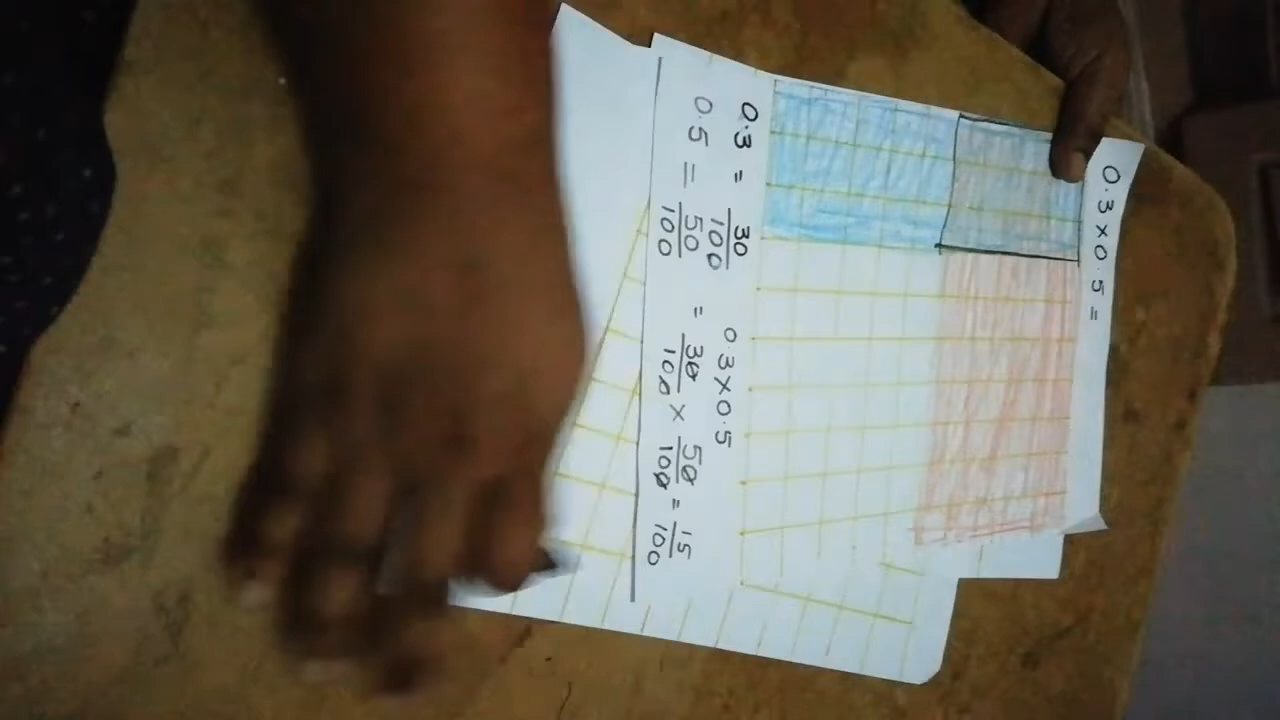 0.3 × 0.5 =
0.3 = 30/100
0.5 = 50/100
0.3 × 0.5
= 30/100 × 50/100 = 15/100